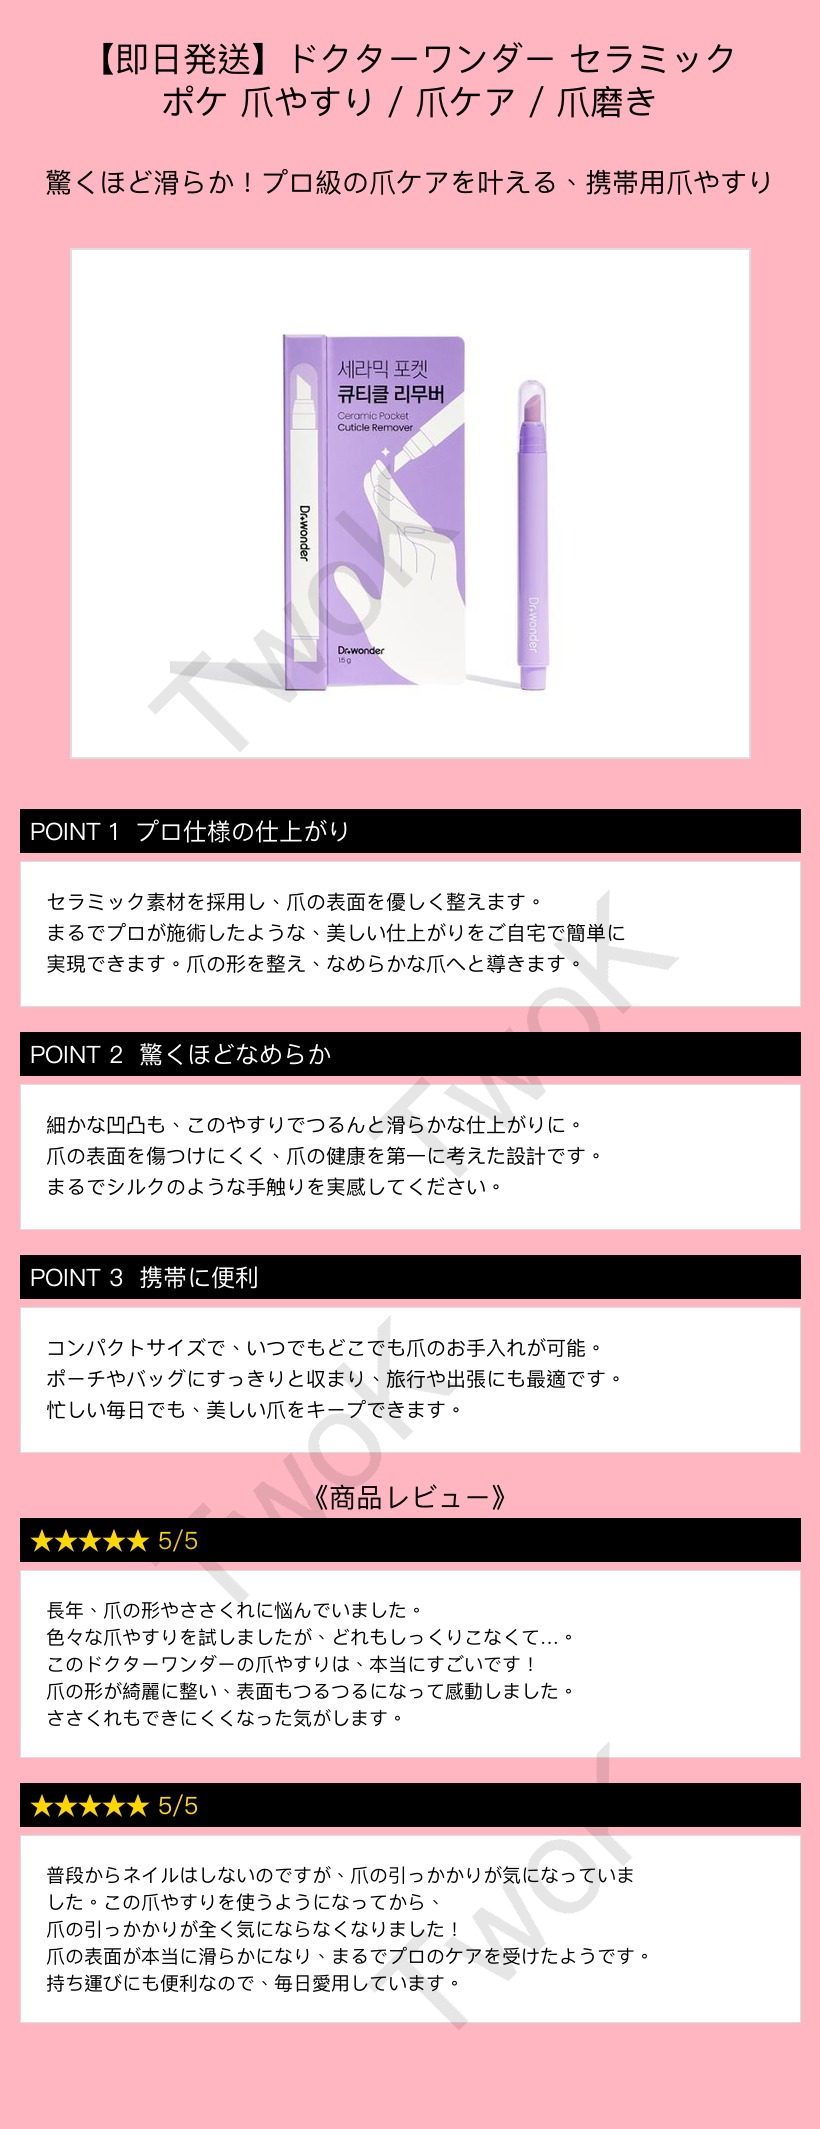 【即日発送】ドクターワンダー セラミック
ポケ 爪やすり / 爪ケア / 爪磨き
驚くほど滑らか！プロ級の爪ケアを叶える、携帯用爪やすり
세라믹 포켓
큐티클 리무버
Ceramic Pocket
Cuticle Remover
Dr.wonder
Dr.wonder
15g
Dr.wonder
TwoK
POINT 1 プロ仕様の仕上がり
セラミック素材を採用し、爪の表面を優しく整えます。
まるでプロが施術したような、美しい仕上がりをご自宅で簡単に
実現できます。爪の形を整え、なめらかな爪へと導きます。
TwoK
POINT 2 驚くほどなめらか
細かな凹凸も、このやすりでつるんと滑らかな仕上がりに。
爪の表面を傷つけにくく、爪の健康を第一に考えた設計です。
まるでシルクのような手触りを実感してください。
POINT 3 携帯に便利
コンパクトサイズで、いつでもどこでも爪のお手入れが可能。
ポーチやバッグにすっきりと収まり、旅行や出張にも最適です。
忙しい毎日でも、美しい爪をキープできます。
TwoK
《商品レビュー》
★★★★★ 5/5
長年、爪の形やささくれに悩んでいました。
色々な爪やすりを試しましたが、どれもしっくりこなくて…。
このドクターワンダーの爪やすりは、本当にすごいです！
爪の形が綺麗に整い、表面もつるつるになって感動しました。
ささくれもできにくくなった気がします。
★★★★★ 5/5
普段からネイルはしないのですが、爪の引っかかりが気になっていま
した。この爪やすりを使うようになってから、
爪の引っかかりが全く気にならなくなりました！
爪の表面が本当に滑らかになり、まるでプロのケアを受けたようです。
持ち運びにも便利なので、毎日愛用しています。
TwoK